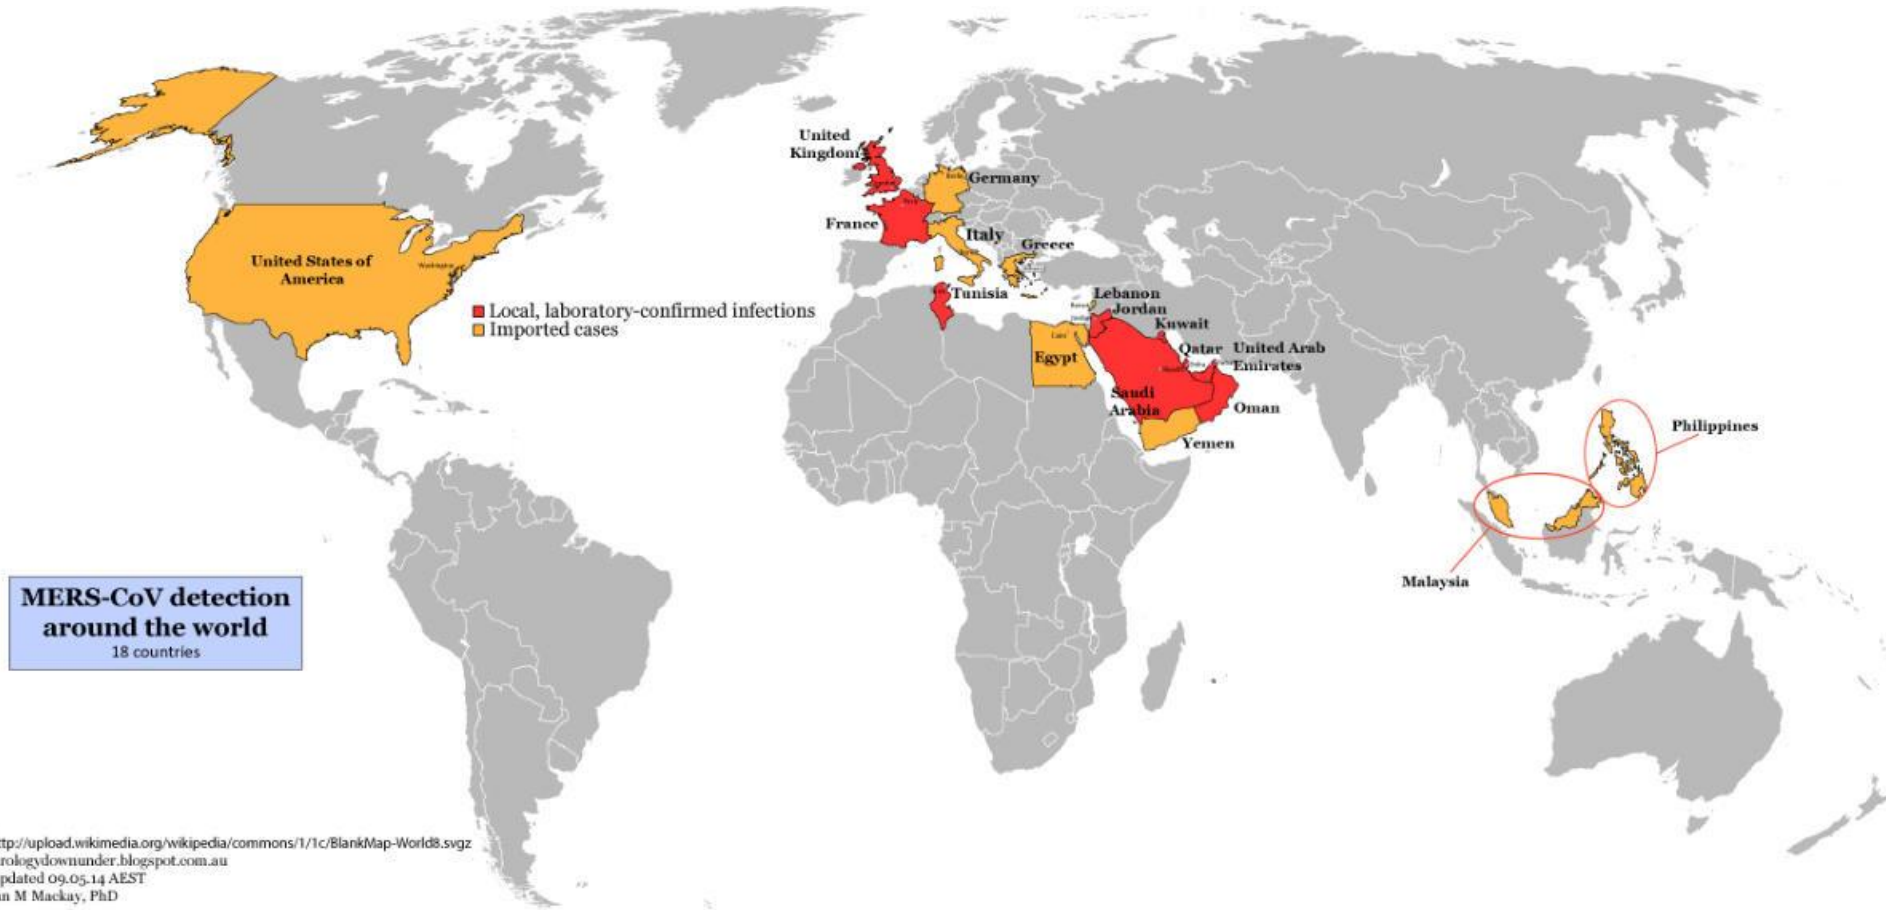 United
Kingdom
Germany
France
Italy
Greece
United States of
America
Washington
Local, laboratory-confirmed infections
Imported cases
Tunisia
Lebanon
Jordan
Kuwait
Egypt
Qatar
United Arab
Emirates
Saudi
Arabia
Oman
Yemen
Philippines
Malaysia
MERS-CoV detection
around the world
18 countries
ttp://upload.wikimedia.org/wikipedia/commons/1/1c/BlankMap-World8.svgz
rologydownunder.blogspot.com.au
pdated 09.05.14 AEST
n M Mackay, PhD